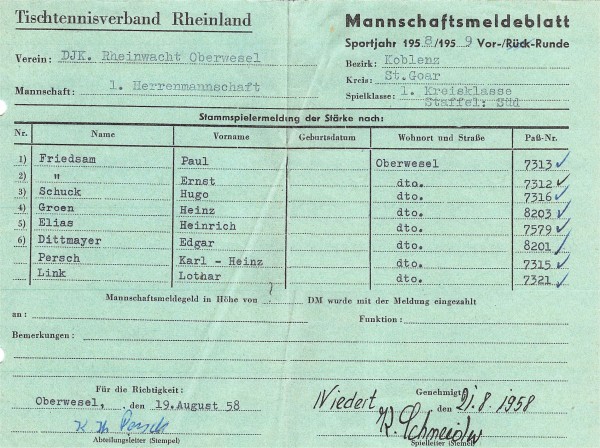 Tischtennisverband Rheinland
Mannschaftsmeldeblatt
Sportjahr 1958/1959 Vor-/Rück-Runde
Verein: DJK. Rheinwacht Oberwesel
Bezirk: Koblenz
Kreis: St.Goar
Mannschaft: 1. Herrenmannschaft
Spielklasse: 1. Kreisklasse
Staffel: Süd
Stammspielermeldung der Stärke nach:
Nr. Name Vorname Geburtsdatum Wohnort und Straße Paß-Nr.
1) Friedsam Paul Oberwesel 7313 ✓
2) " Ernst dto. 7312 ✓
3) Schuck Hugo dto. 7316 ✓
4) Groen Heinz dto. 8203 ✓
5) Elias Heinrich dto. 7579 ✓
6) Dittmayer Edgar dto. 8201 ✓
Persch Karl - Heinz dto. 7315 ✓
Link Lothar dto. 7321 ✓
Mannschaftsmeldegeld in Höhe von ? DM wurde mit der Meldung eingezahlt
an: Funktion:
Bemerkungen:
Für die Richtigkeit:
Genehmigt:
Oberwesel, den 19.August 58
Niedert den 21.8.1958
K. Hz Persch
K. Schneider
Abteilungsleiter (Stempel)
Spielleiter (Stempel)